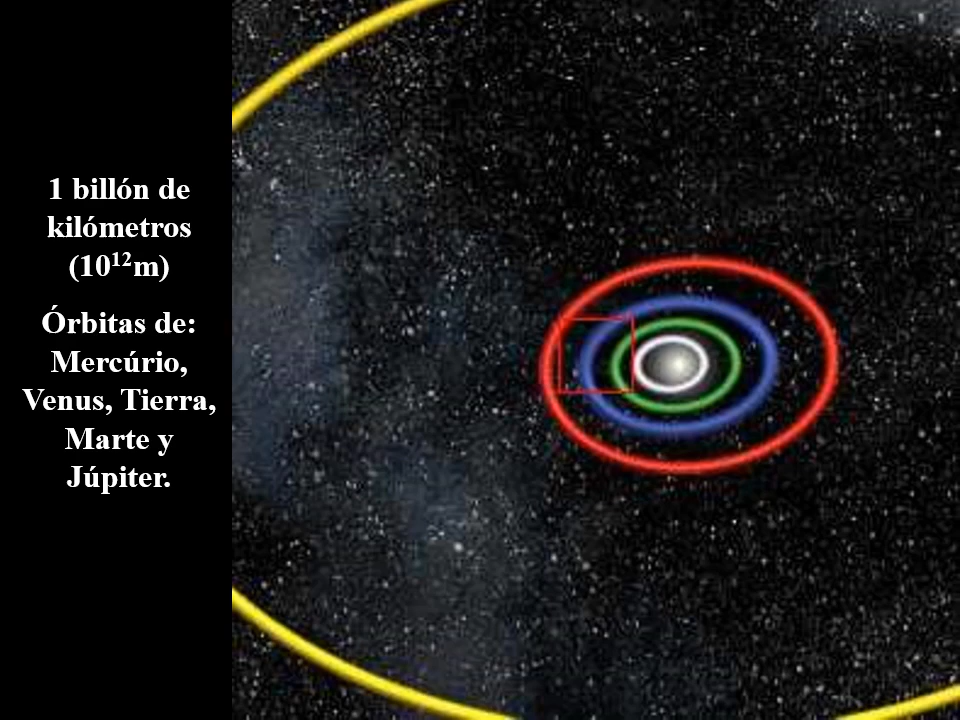 1 billón de
kilómetros
(10¹²m)
Órbitas de:
Mercúrio,
Venus, Tierra,
Marte y
Júpiter.